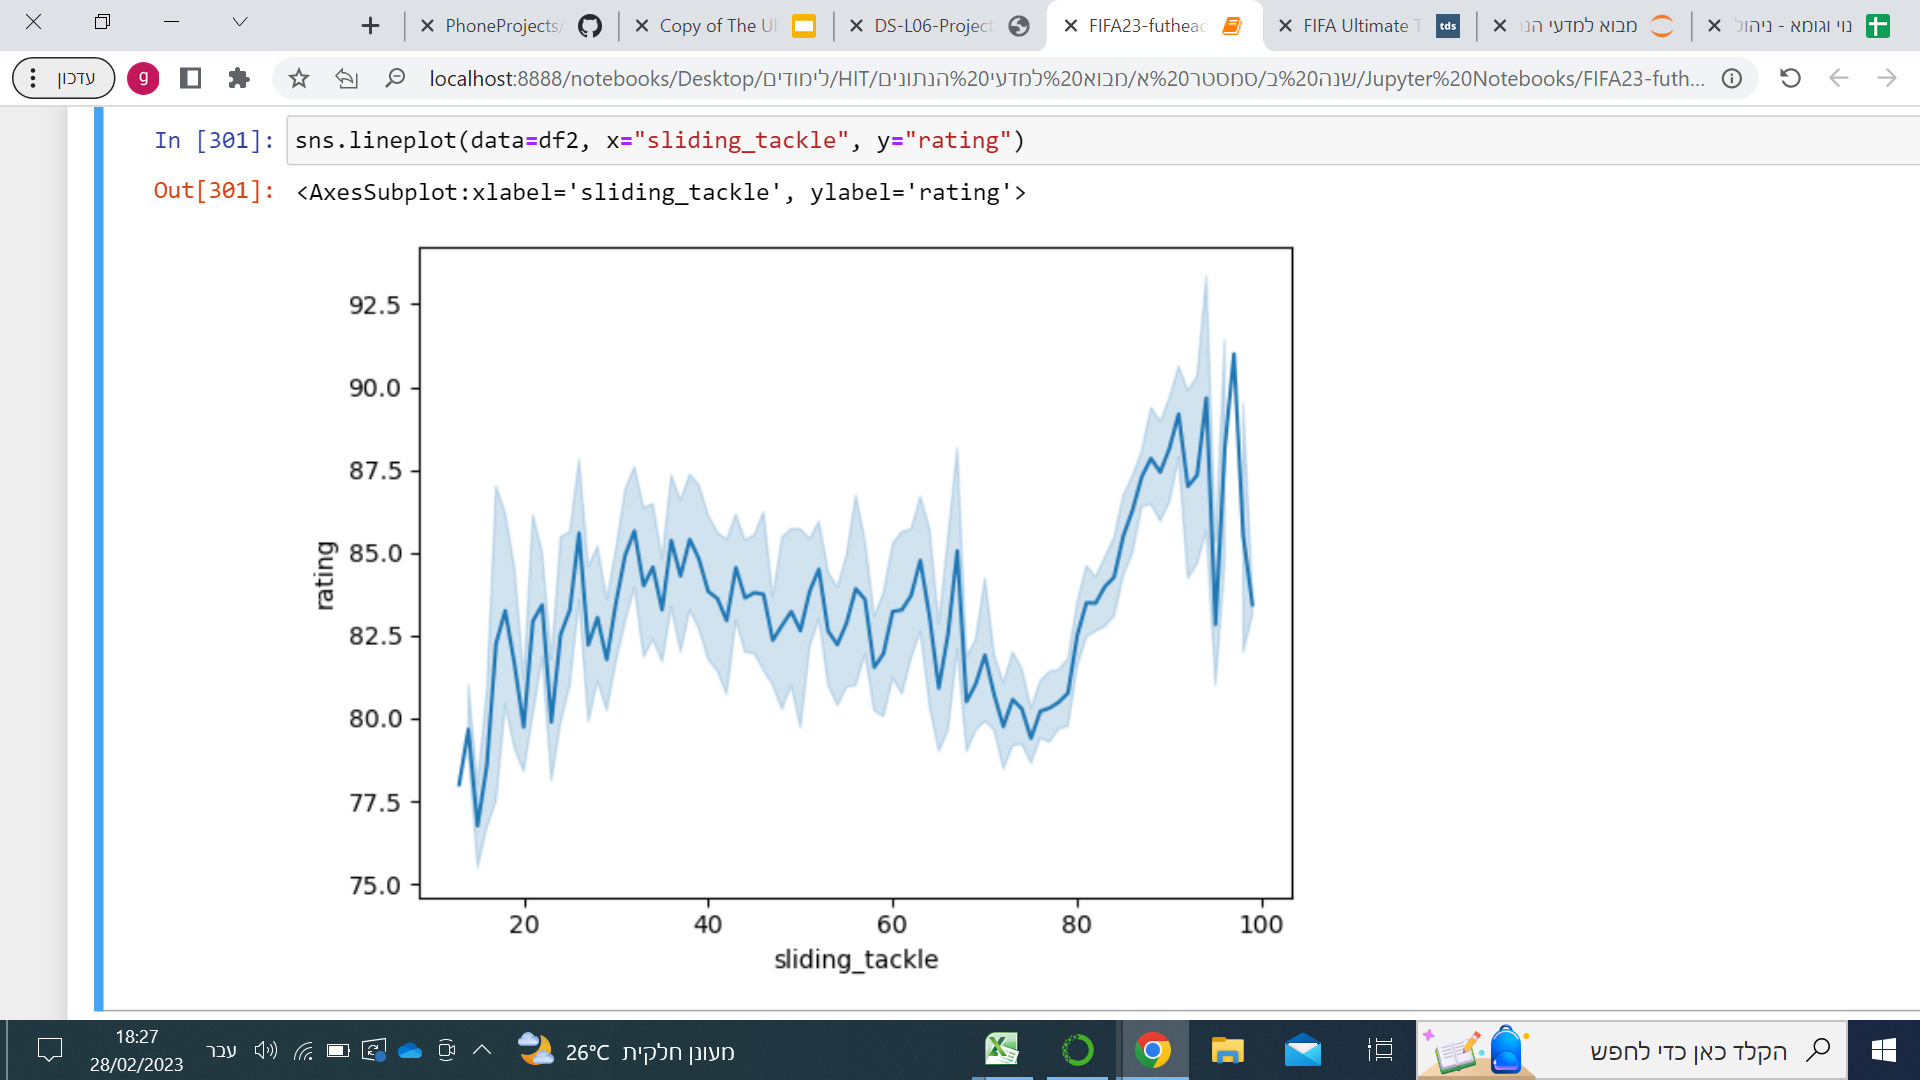 PhoneProjects/
Copy of The Ul
DS-L06-Project
FIFA23-futhead
FIFA Ultimate T
tds
מבוא למדעי הנ
נוי וגומא - ניהול
עדכון
g
localhost:8888/notebooks/Desktop/לימודים/HIT/שנה%20ב/סמסטר%20א/מבוא%20למדעי%20הנתונים/Jupyter%20Notebooks/FIFA23-futh...
In [301]: sns.lineplot(data=df2, x="sliding_tackle", y="rating")
Out[301]: <AxesSubplot:xlabel='sliding_tackle', ylabel='rating'>
92.5
90.0
87.5
85.0
82.5
80.0
77.5
75.0
rating
20 40 60 80 100
sliding_tackle
18:27
28/02/2023
עבר
26°C מעונן חלקית
הקלד כאן כדי לחפש